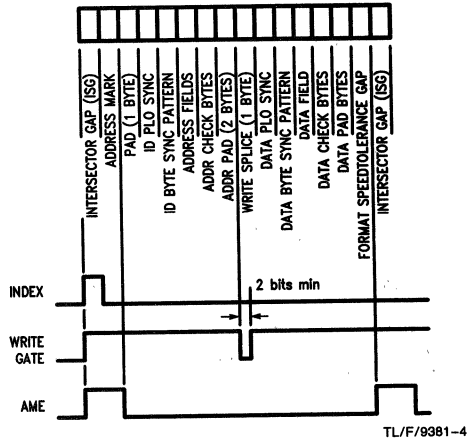 INTERSECTOR GAP (ISG)
ADDRESS MARK
PAD (1 BYTE)
ID PLO SYNC
ID BYTE SYNC PATTERN
ADDRESS FIELDS
ADDR CHECK BYTES
ADDR PAD (2 BYTES)
WRITE SPLICE (1 BYTE)
DATA PLO SYNC
DATA BYTE SYNC PATTERN
DATA FIELD
DATA CHECK BYTES
DATA PAD BYTES
FORMAT SPEEDTOLERANCE GAP
INTERSECTOR GAP (ISG)
2 bits min
INDEX
WRITE
GATE
AME
TL/F/9381-4